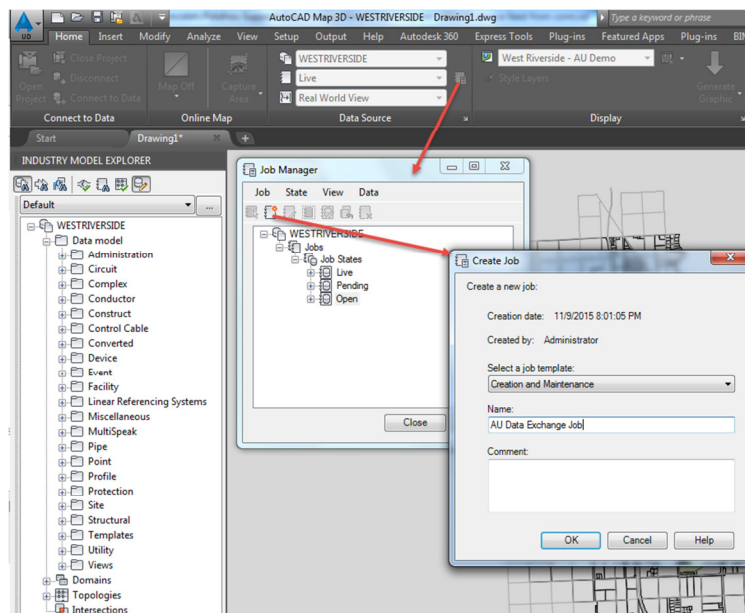 AutoCAD Map 3D - WESTRIVERSIDE Drawing1.dwg
Type a keyword or phrase
UD
Home Insert Modify Analyze View Setup Output Help Autodesk 360 Express Tools Plug-ins Featured Apps Plug-ins BIM
Open Project
Close Project
Disconnect
Connect to Data
Map Off
Capture Area
WESTRIVERSIDE
Live
Real World View
West Riverside - AU Demo
Style Layers
Generate Graphic
Connect to Data
Online Map
Data Source
Display
Start
Drawing1*
INDUSTRY MODEL EXPLORER
Default
...
WESTRIVERSIDE
Data model
Administration
Circuit
Complex
Conductor
Construct
Control Cable
Converted
Device
Event
Facility
Linear Referencing Systems
Miscellaneous
MultiSpeak
Pipe
Point
Profile
Protection
Site
Structural
Templates
Utility
Views
Domains
Topologies
Intersections
Job Manager
Job State View Data
WESTRIVERSIDE
Jobs
Job States
Live
Pending
Open
Close
Create Job
Create a new job:
Creation date: 11/9/2015 8:01:05 PM
Created by: Administrator
Select a job template:
Creation and Maintenance
Name:
AU Data Exchange Job
Comment:
OK
Cancel
Help